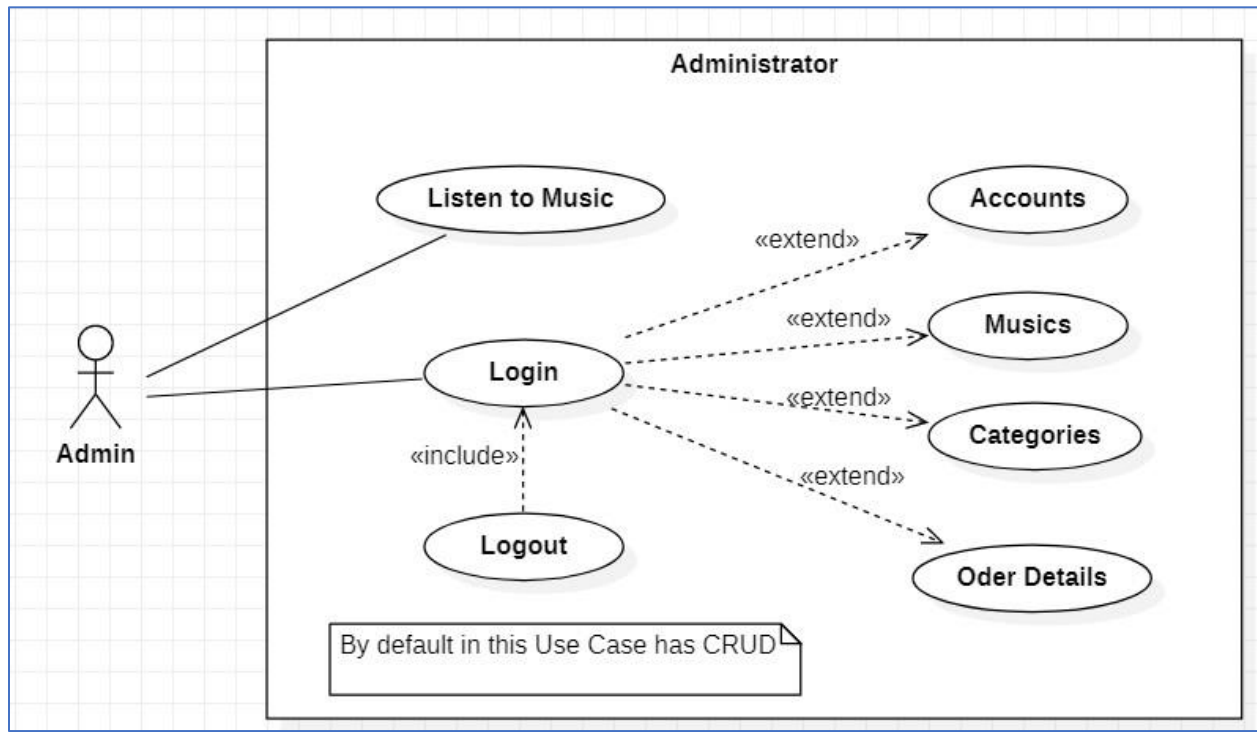 Administrator
Listen to Music
Accounts
«extend»
Musics
«extend»
Login
Categories
«extend»
Admin
«include»
«extend»
Logout
Oder Details
By default in this Use Case has CRUD